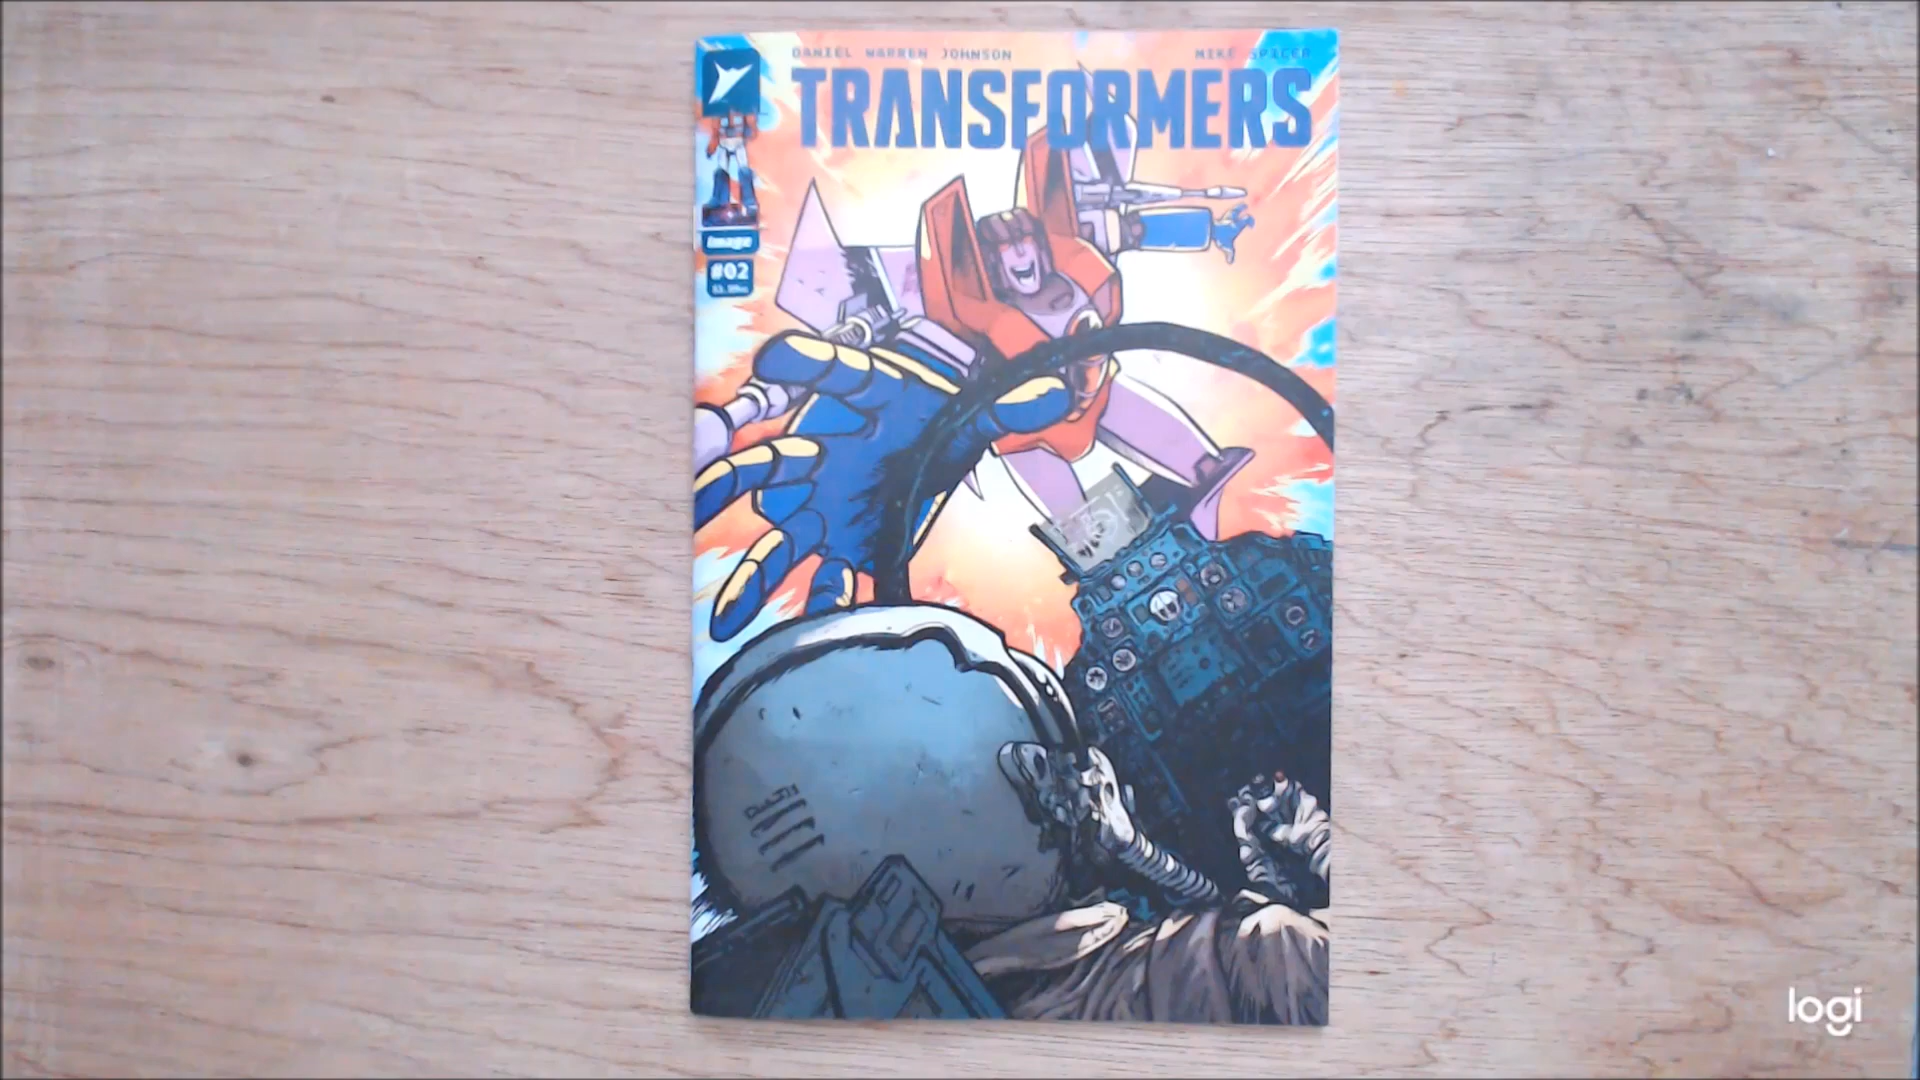 DANIEL WARREN JOHNSON
MIKE SPICER
TRANSFORMERS
image
#02
logi